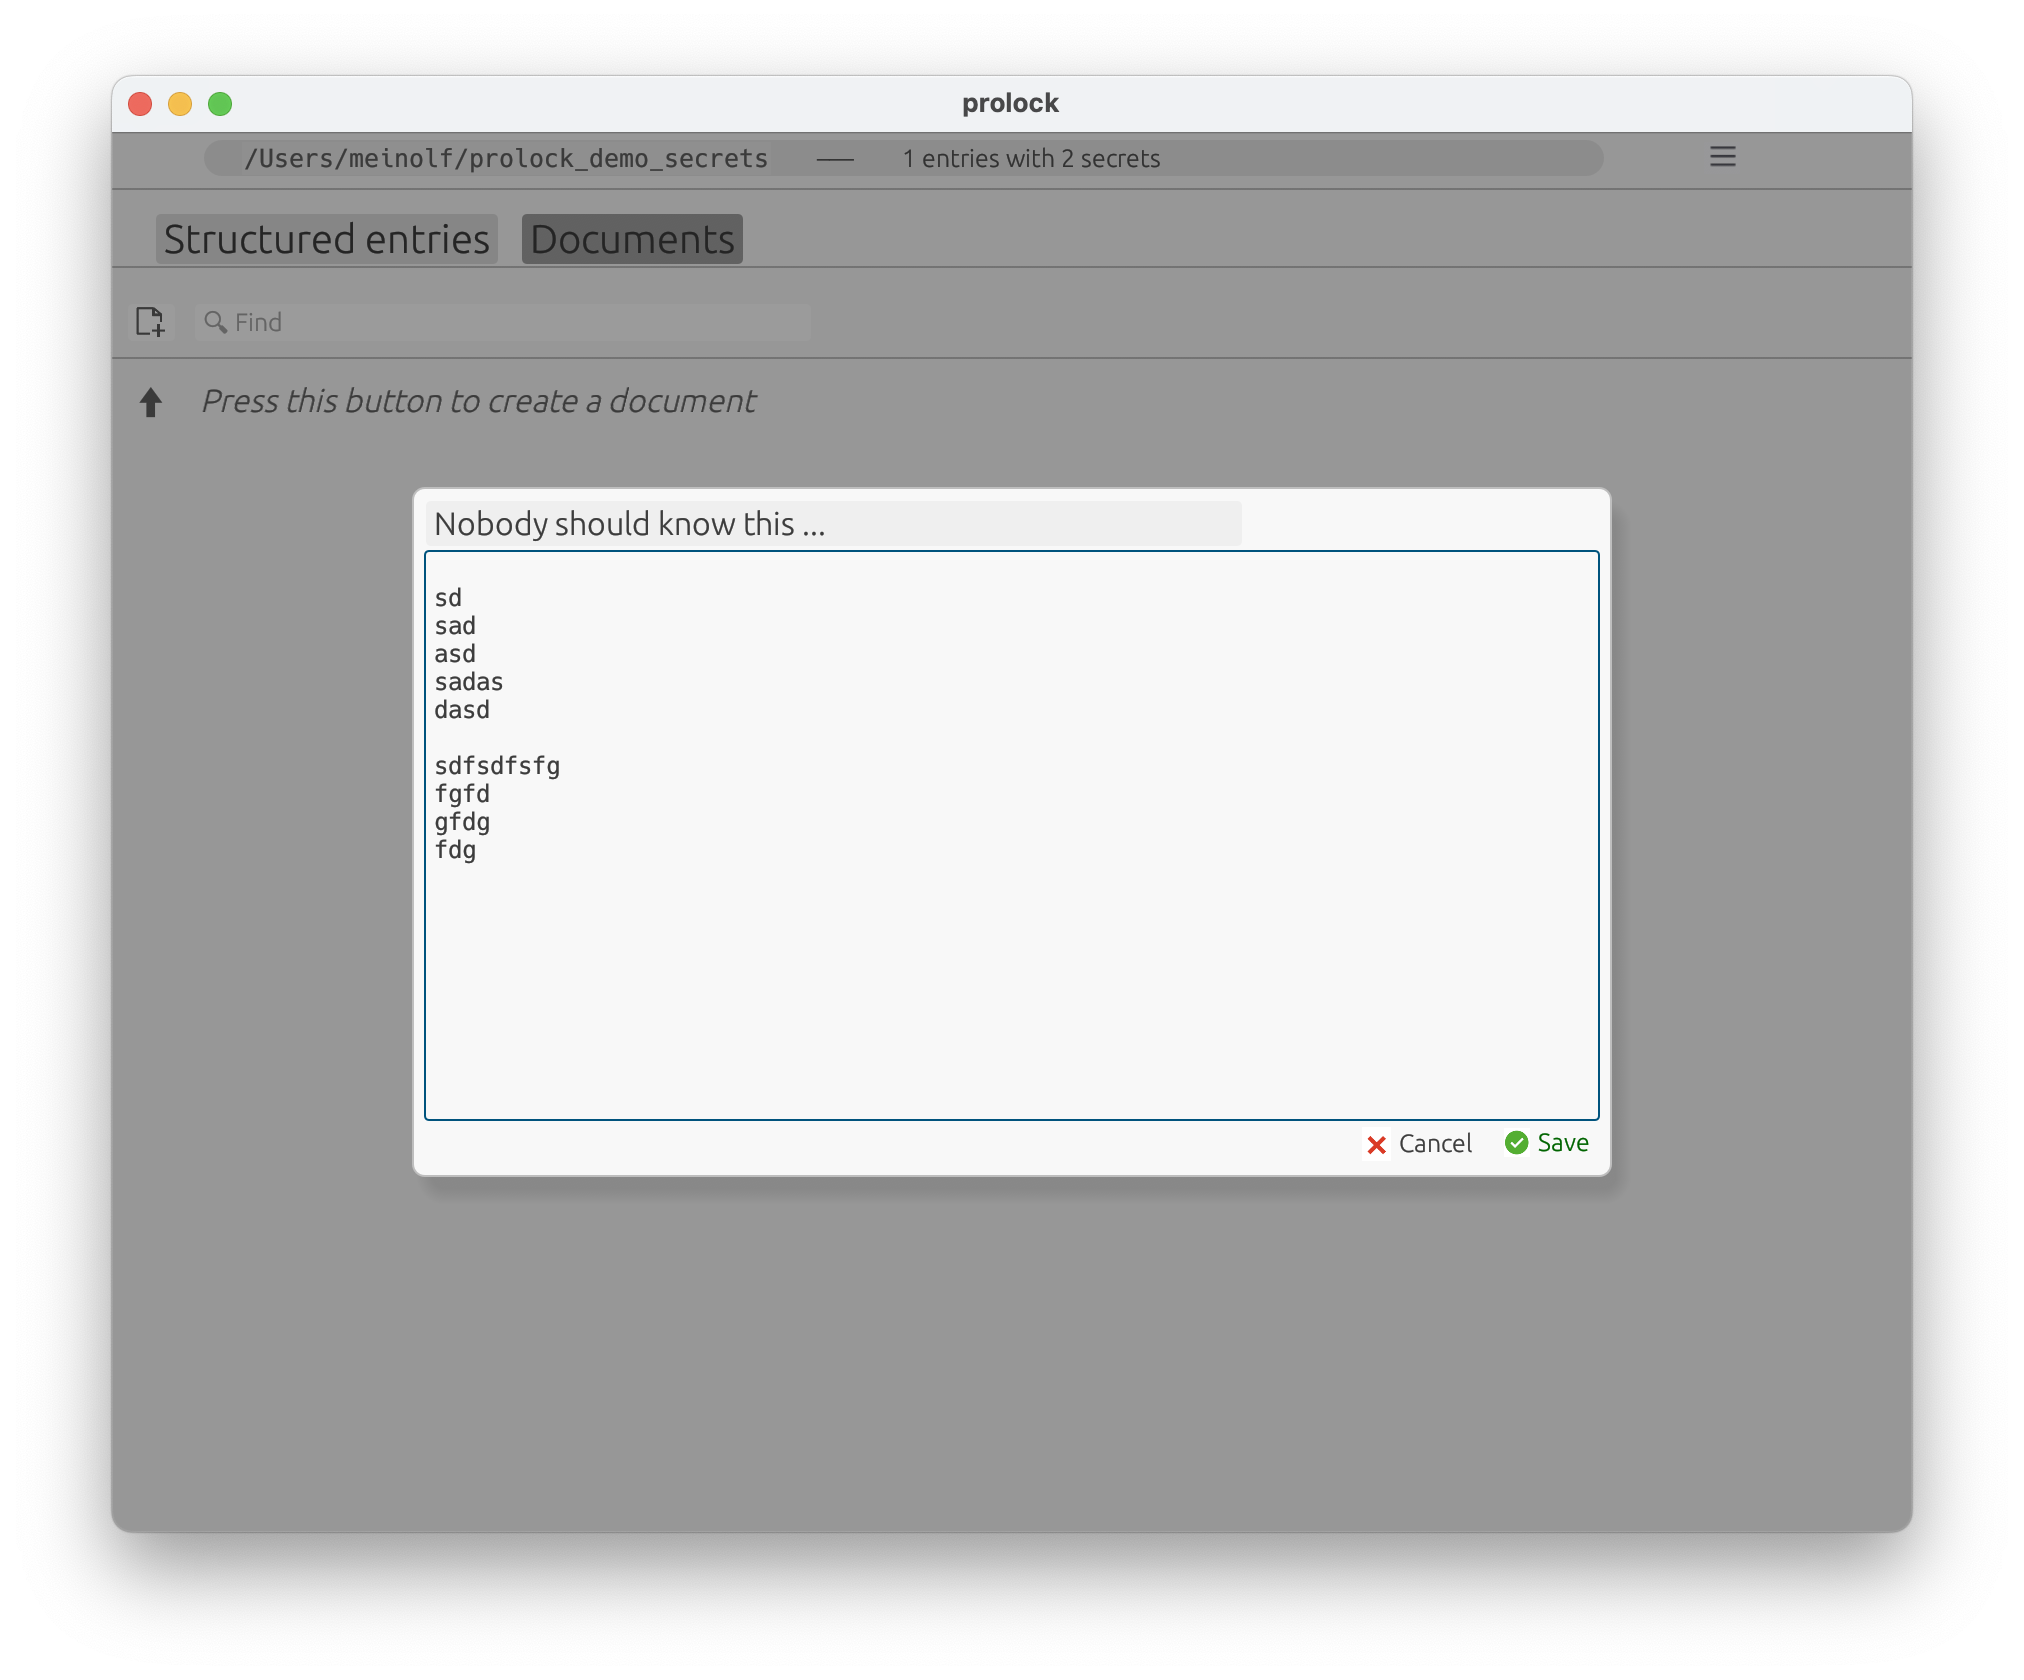 prolock
/Users/meinolf/prolock_demo_secrets — 1 entries with 2 secrets
Structured entries Documents
Find
Press this button to create a document
Nobody should know this ...
sd
sad
asd
sadas
dasd
sdfsdfsfg
fgfd
gfdg
fdg
Cancel Save